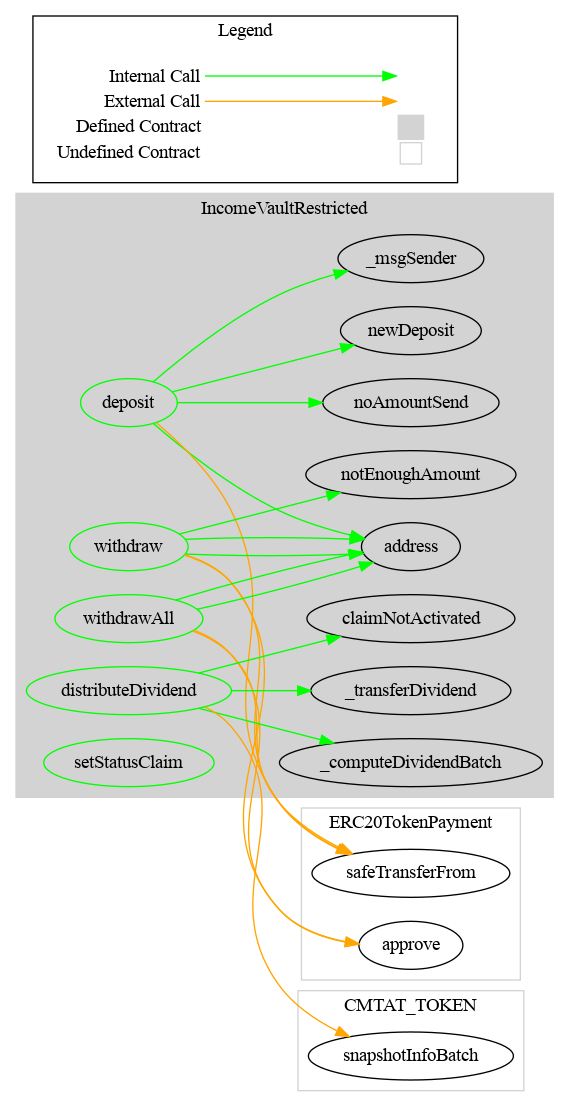 Legend
Internal Call
External Call
Defined Contract
Undefined Contract
IncomeVaultRestricted
_msgSender
newDeposit
deposit
noAmountSend
notEnoughAmount
withdraw
address
withdrawAll
claimNotActivated
distributeDividend
_transferDividend
setStatusClaim
_computeDividendBatch
ERC20TokenPayment
safeTransferFrom
approve
CMTAT_TOKEN
snapshotInfoBatch